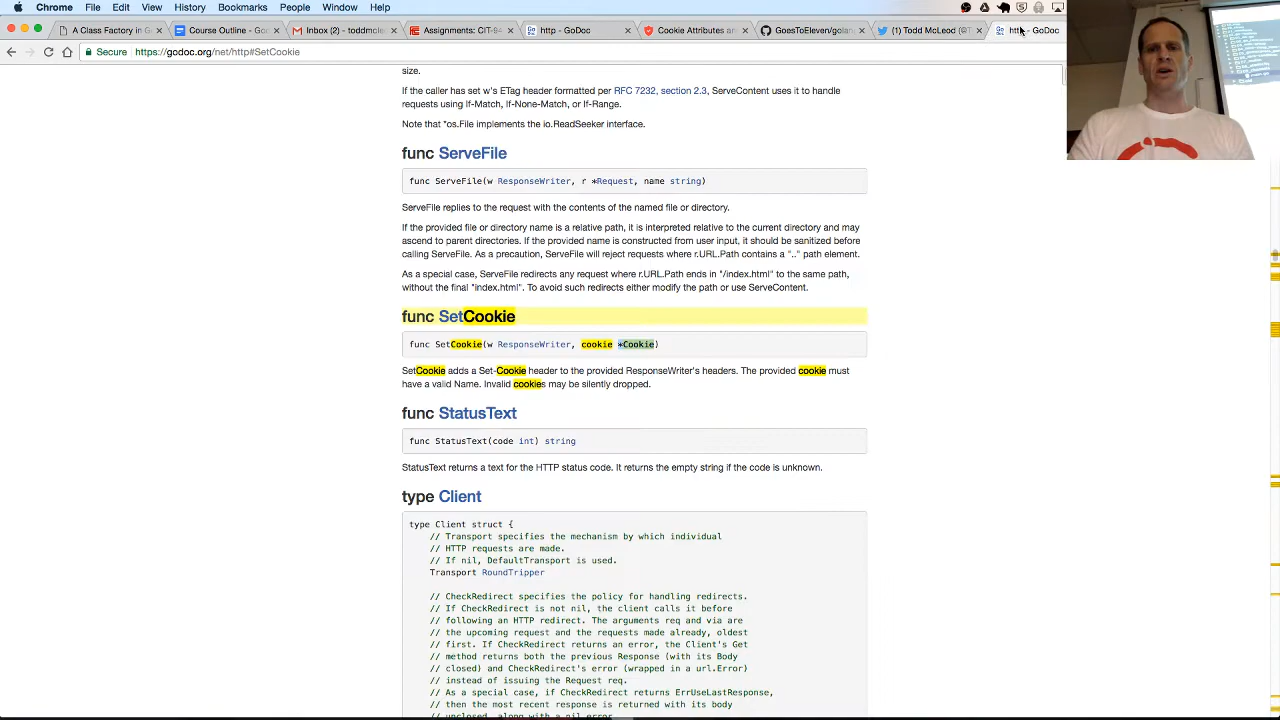 Chrome File Edit View History Bookmarks People Window Help
A Class Factory in G Course Outline - Go Inbox (2) - toddmcle Assignments: CIT-9 http - GoDoc Cookie Attributes an GoesToEleven/golan (1) Todd McLeod (@ http - GoDoc
Secure https://godoc.org/net/http#SetCookie
size.
If the caller has set w's ETag header formatted per RFC 7232, section 2.3, ServeContent uses it to handle
requests using If-Match, If-None-Match, or If-Range.
Note that *os.File implements the io.ReadSeeker interface.
func ServeFile
func ServeFile(w ResponseWriter, r *Request, name string)
ServeFile replies to the request with the contents of the named file or directory.
If the provided file or directory name is a relative path, it is interpreted relative to the current directory and may
ascend to parent directories. If the provided name is constructed from user input, it should be sanitized before
calling ServeFile. As a precaution, ServeFile will reject requests where r.URL.Path contains a ".." path element.
As a special case, ServeFile redirects any request where r.URL.Path ends in "/index.html" to the same path,
without the final "index.html". To avoid such redirects either modify the path or use ServeContent.
func SetCookie
func SetCookie(w ResponseWriter, cookie *Cookie)
SetCookie adds a Set-Cookie header to the provided ResponseWriter's headers. The provided cookie must
have a valid Name. Invalid cookies may be silently dropped.
func StatusText
func StatusText(code int) string
StatusText returns a text for the HTTP status code. It returns the empty string if the code is unknown.
type Client
type Client struct {
// Transport specifies the mechanism by which individual
// HTTP requests are made.
// If nil, DefaultTransport is used.
Transport RoundTripper
// CheckRedirect specifies the policy for handling redirects.
// If CheckRedirect is not nil, the client calls it before
// following an HTTP redirect. The arguments req and via are
// the upcoming request and the requests made already, oldest
// first. If CheckRedirect returns an error, the Client's Get
// method returns both the previous Response (with its Body
// closed) and CheckRedirect's error (wrapped in a url.Error)
// instead of issuing the Request req.
// As a special case, if CheckRedirect returns ErrUseLastResponse,
// then the most recent response is returned with its body
// unclosed, along with a nil error.